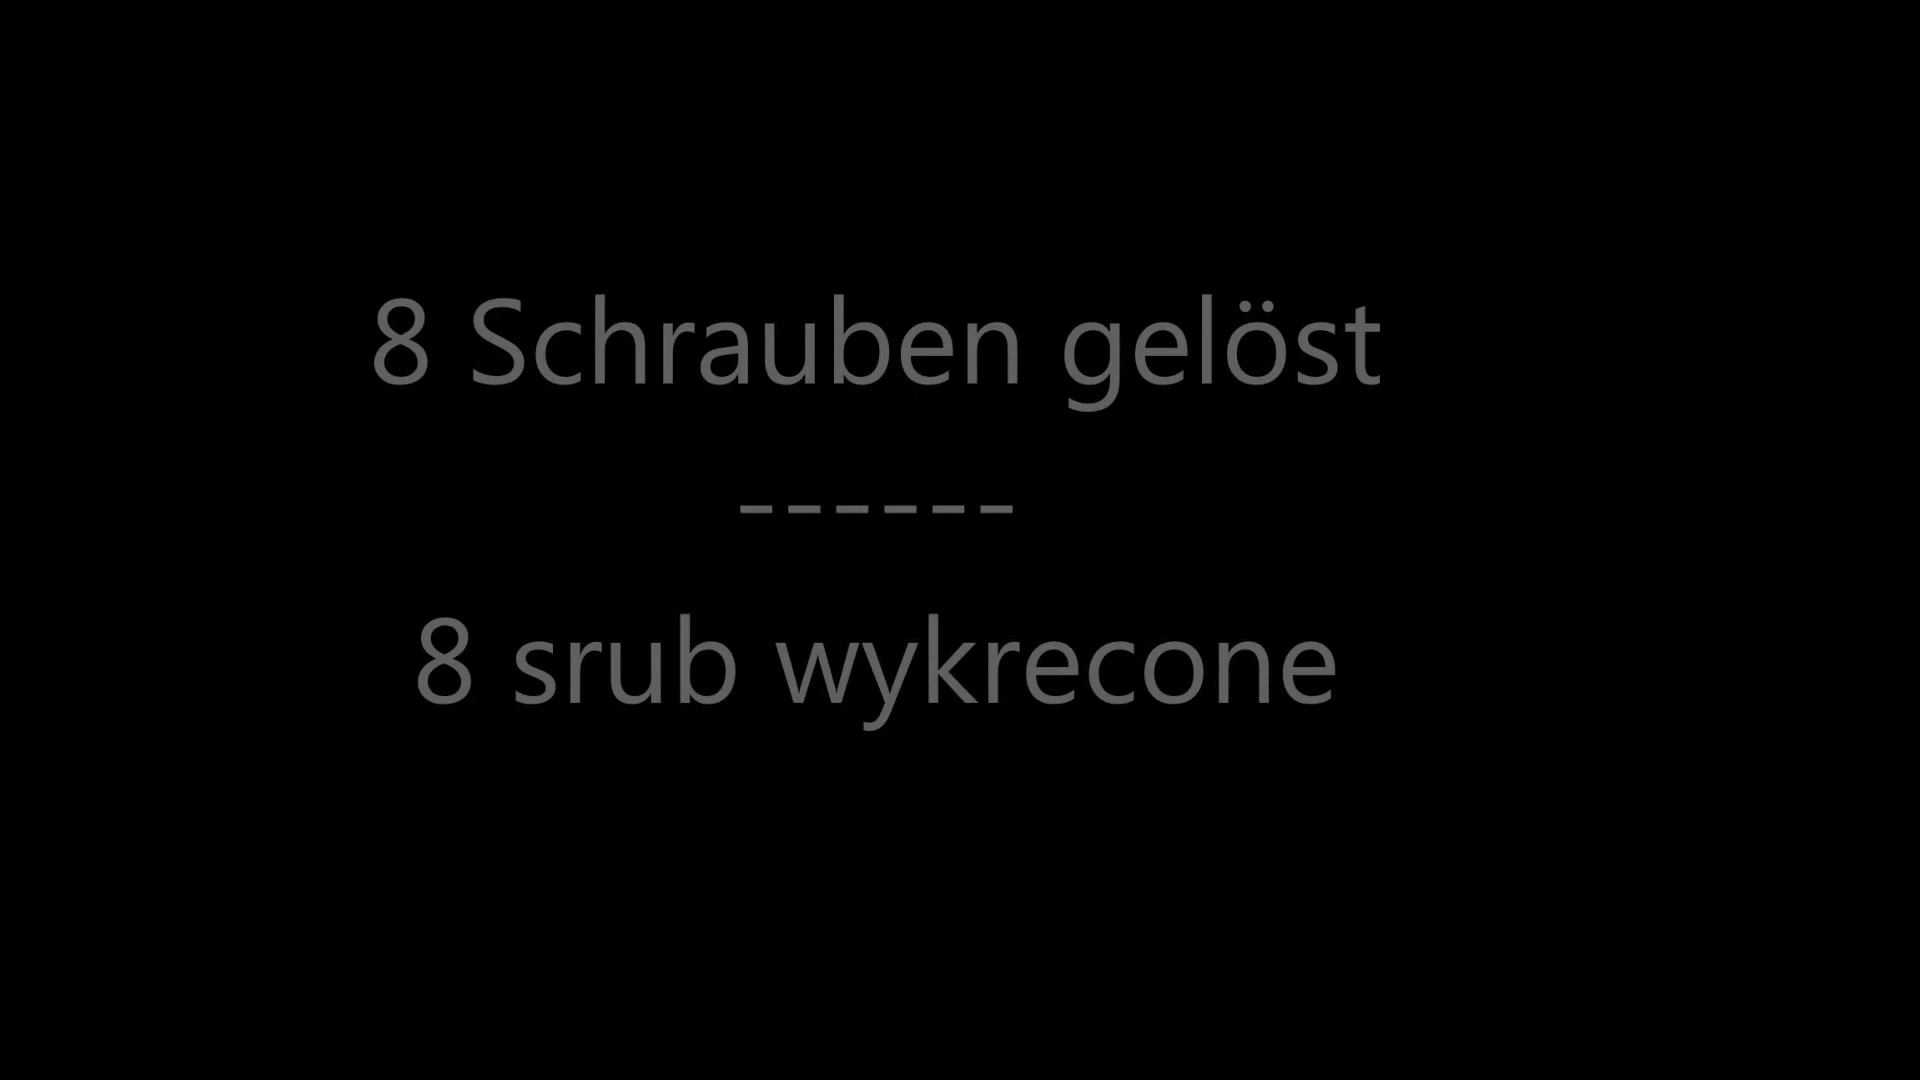 8 Schrauben gelöst
------
8 srub wykrecone